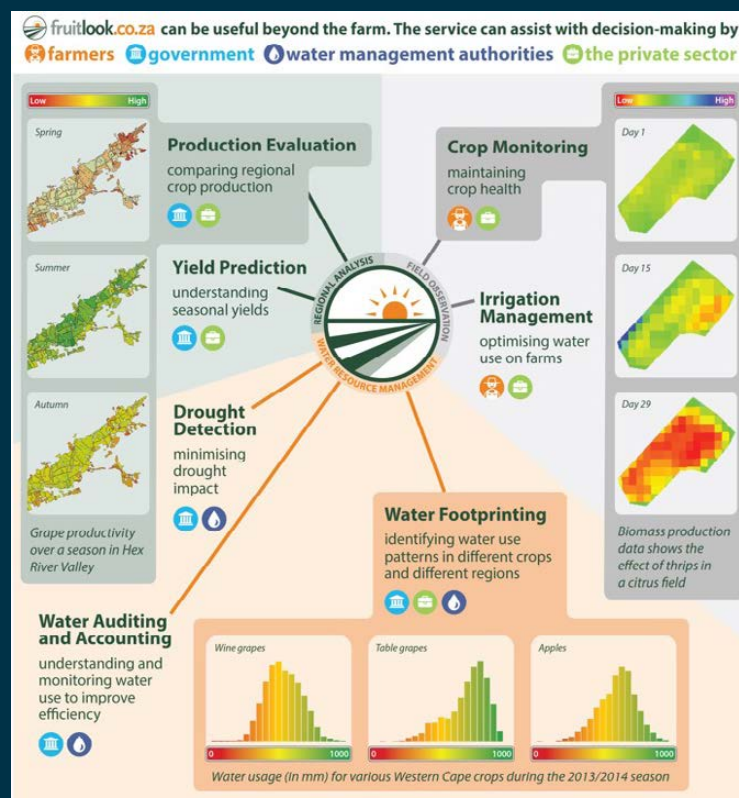 fruitlook.co.za can be useful beyond the farm. The service can assist with decision-making by
farmers government water management authorities the private sector
Low High
Spring
Summer
Autumn
Grape productivity
over a season in Hex
River Valley
Production Evaluation
comparing regional
crop production
Yield Prediction
understanding
seasonal yields
Drought
Detection
minimising
drought
impact
Water Auditing
and Accounting
understanding and
monitoring water
use to improve
efficiency
REGIONAL ANALYSIS
FIELD OBSERVATION
WATER RESOURCE MANAGEMENT
Crop Monitoring
maintaining
crop health
Irrigation
Management
optimising water
use on farms
Low High
Day 1
Day 15
Day 29
Biomass production
data shows the
effect of thrips in
a citrus field
Water Footprinting
identifying water use
patterns in different crops
and different regions
Wine grapes
0 1000
Table grapes
0 1000
Apples
0 1000
Water usage (In mm) for various Western Cape crops during the 2013/2014 season